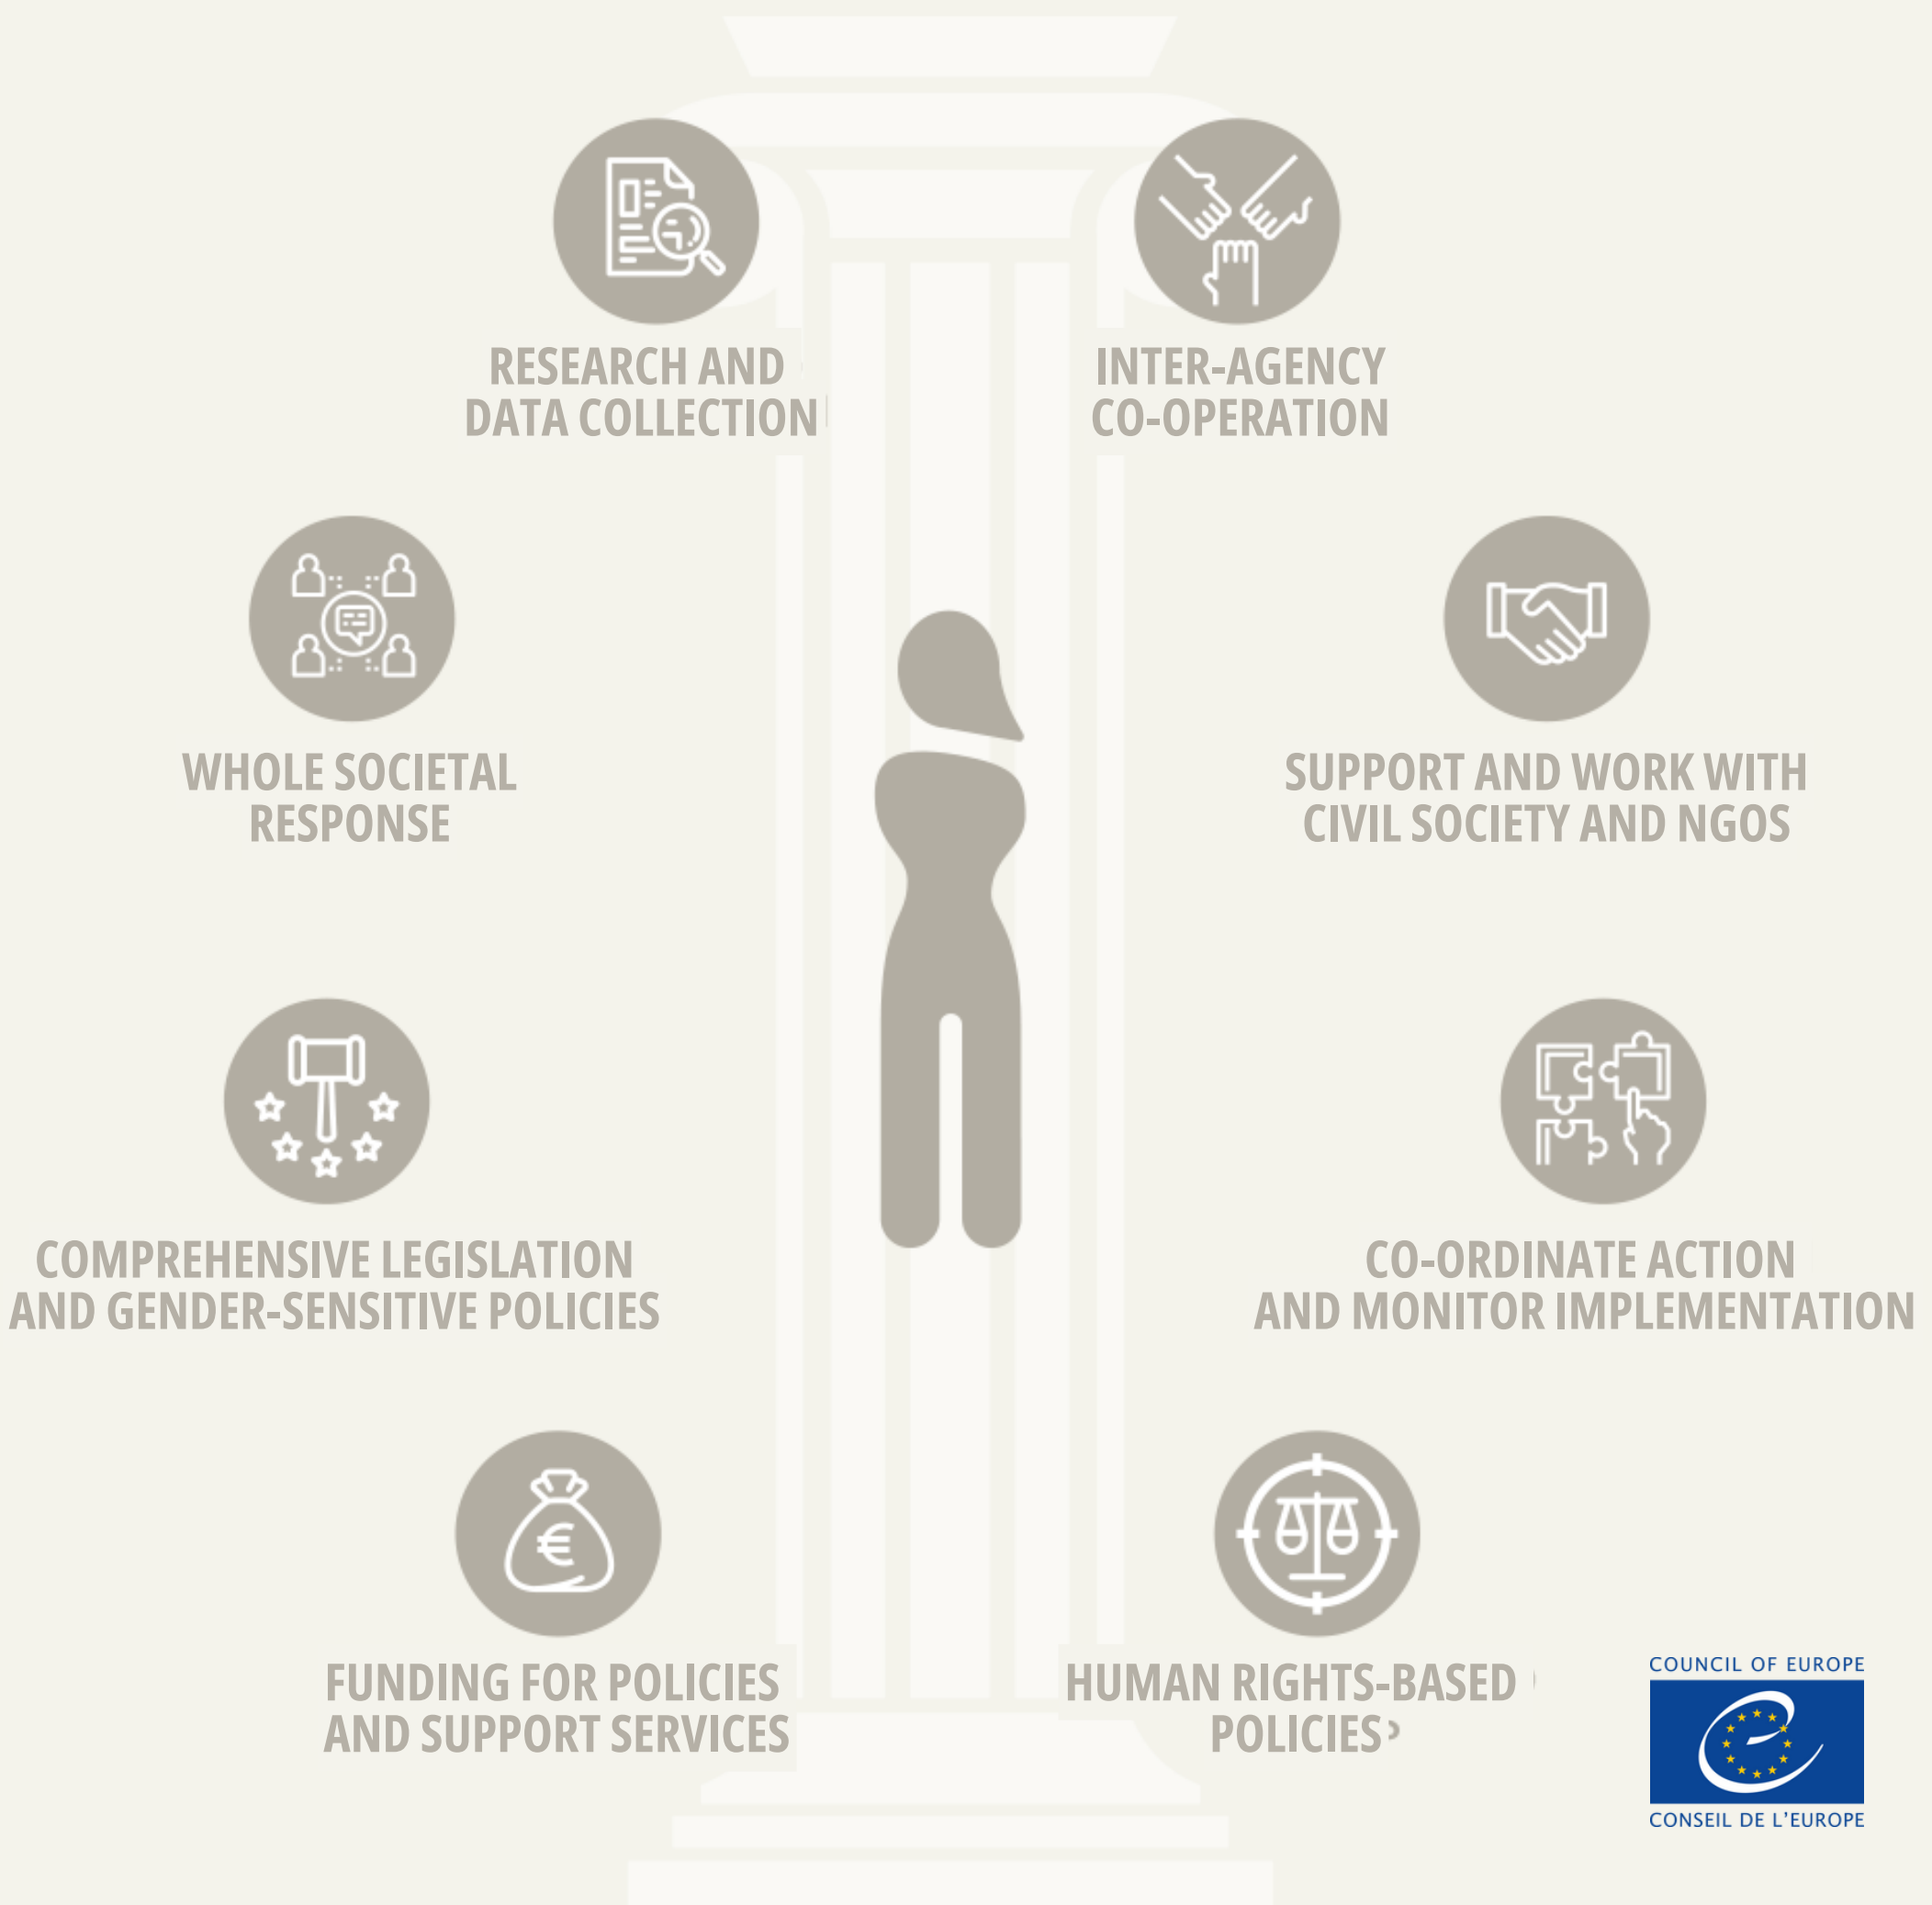 RESEARCH AND
DATA COLLECTION
INTER-AGENCY
CO-OPERATION
WHOLE SOCIETAL
RESPONSE
SUPPORT AND WORK WITH
CIVIL SOCIETY AND NGOS
COMPREHENSIVE LEGISLATION
AND GENDER-SENSITIVE POLICIES
CO-ORDINATE ACTION
AND MONITOR IMPLEMENTATION
€
FUNDING FOR POLICIES
AND SUPPORT SERVICES
HUMAN RIGHTS-BASED
POLICIES
COUNCIL OF EUROPE
CONSEIL DE L'EUROPE